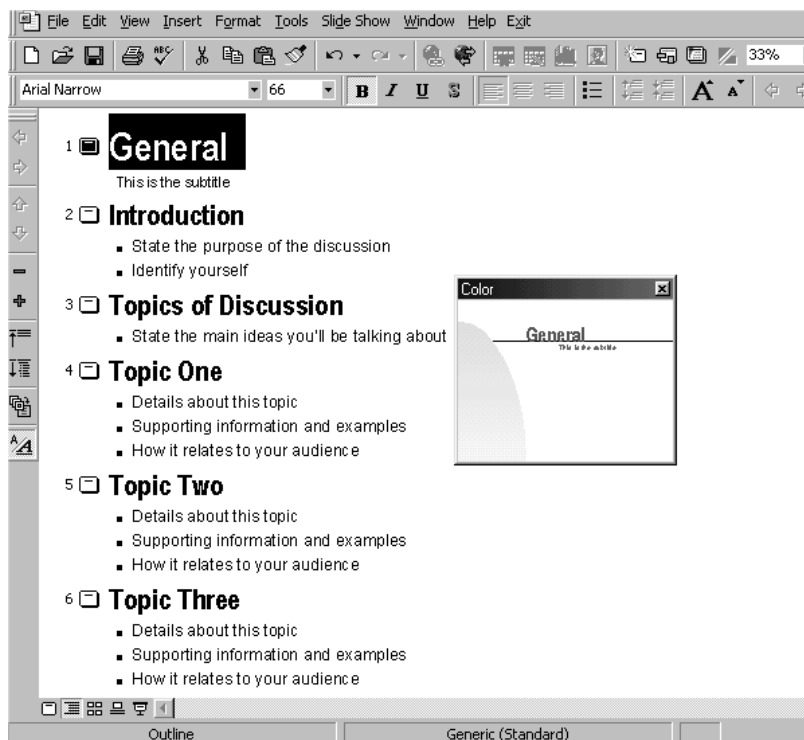 File Edit View Insert Format Tools Slide Show Window Help Exit
ABC 33%
Arial Narrow 66 B I U S A A
1 General
This is the subtitle
2 Introduction
▪ State the purpose of the discussion
▪ Identify yourself
3 Topics of Discussion
▪ State the main ideas you'll be talking about
Color
General
This is the subtitle
4 Topic One
▪ Details about this topic
▪ Supporting information and examples
▪ How it relates to your audience
A/A
5 Topic Two
▪ Details about this topic
▪ Supporting information and examples
▪ How it relates to your audience
6 Topic Three
▪ Details about this topic
▪ Supporting information and examples
▪ How it relates to your audience
Outline Generic (Standard)